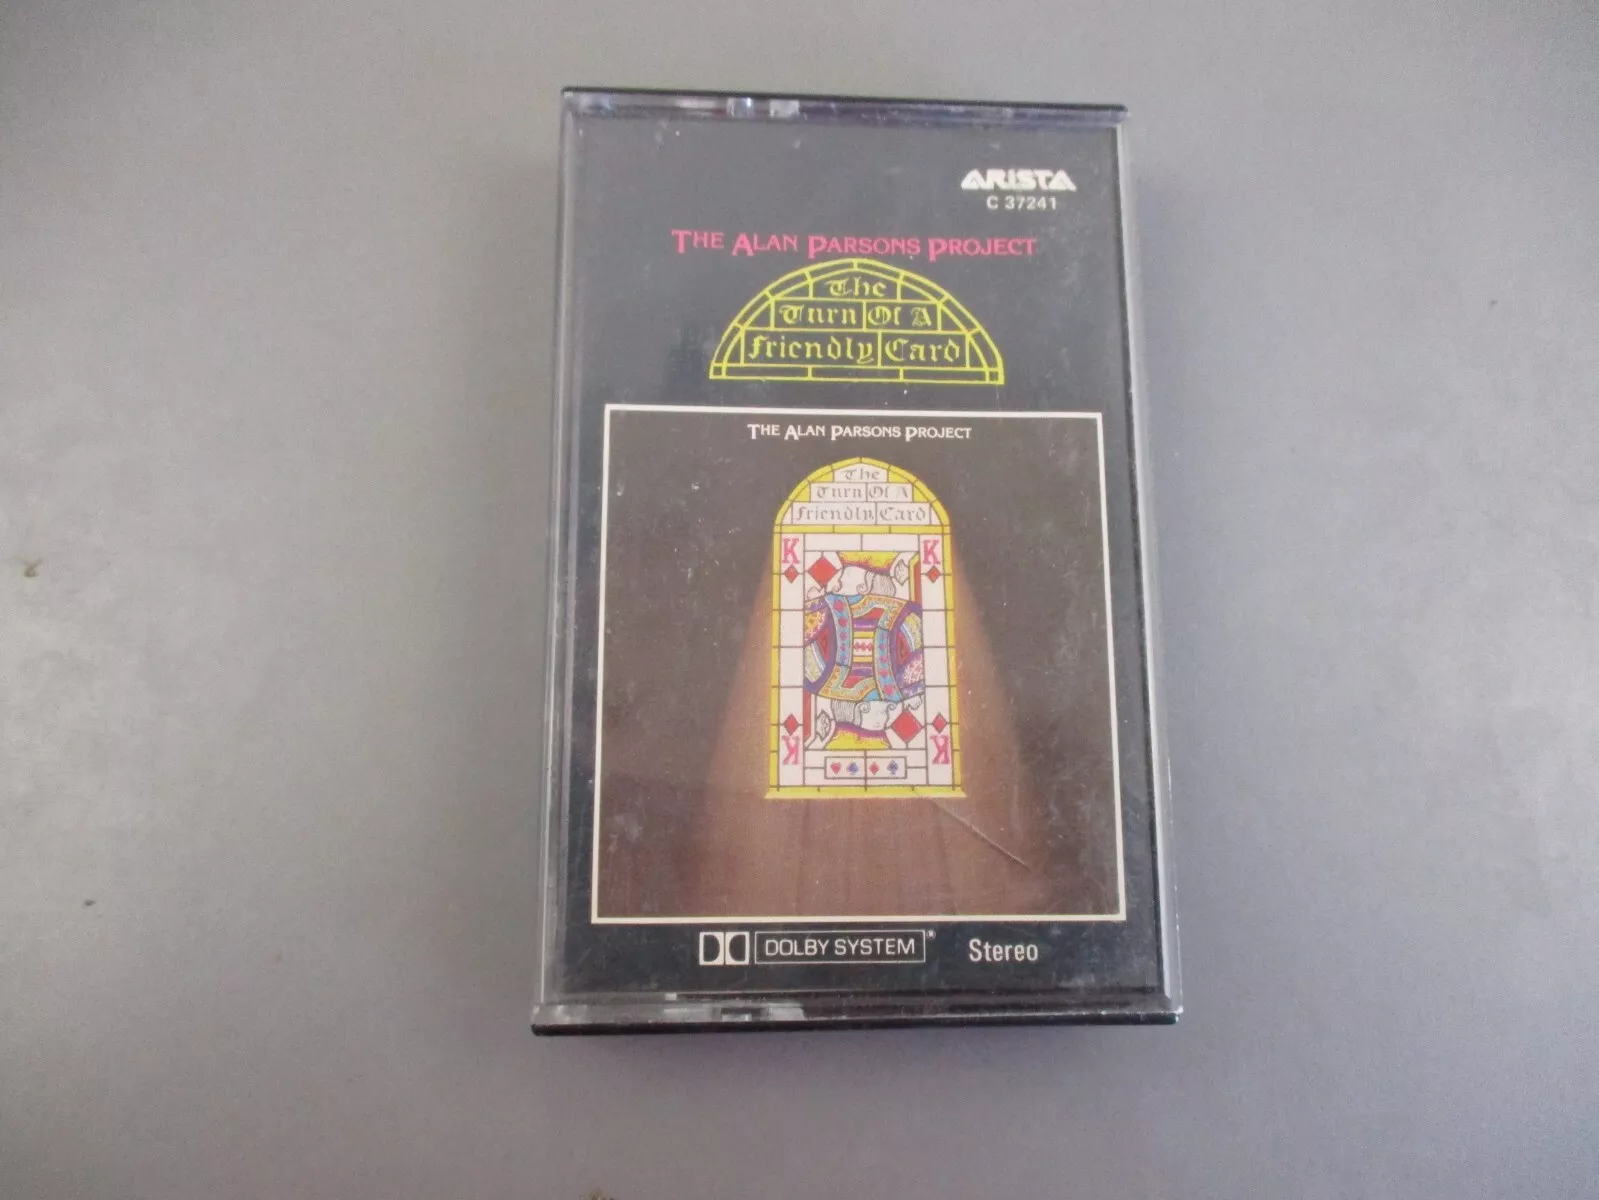 ARISTA
C 37241
THE ALAN PARSONS PROJECT
The
Turn Of A
Friendly Card
THE ALAN PARSONS PROJECT
The
Turn Of A
Friendly Card
K K
K K
DOLBY SYSTEM® Stereo